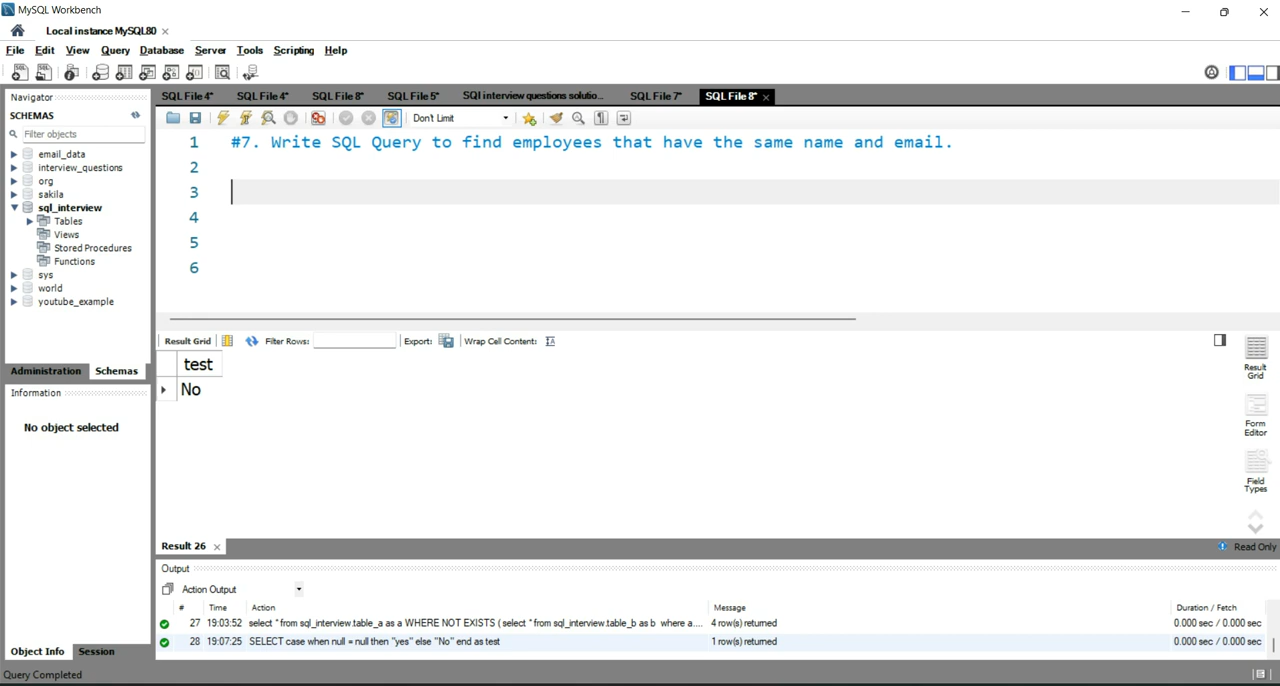 MySQL Workbench
Local instance MySQL80
File Edit View Query Database Server Tools Scripting Help
Navigator
SCHEMAS
Filter objects
email_data
interview_questions
org
sakila
sql_interview
Tables
Views
Stored Procedures
Functions
sys
world
youtube_example
Administration Schemas
Information
No object selected
Object Info Session
SQL File 4* SQL File 4* SQL File 8* SQL File 5* SQl interview questions solutio... SQL File 7* SQL File 8*
Don't Limit
1 #7. Write SQL Query to find employees that have the same name and email.
2
3
4
5
6
Result Grid Filter Rows: Export: Wrap Cell Content:
test
No
Result Grid
Form Editor
Field Types
Result 26
Read Only
Output
Action Output
# Time Action Message Duration / Fetch
27 19:03:52 select * from sql_interview.table_a as a WHERE NOT EXISTS ( select * from sql_interview.table_b as b where a.... 4 row(s) returned 0.000 sec / 0.000 sec
28 19:07:25 SELECT case when null = null then "yes" else "No" end as test 1 row(s) returned 0.000 sec / 0.000 sec
Query Completed